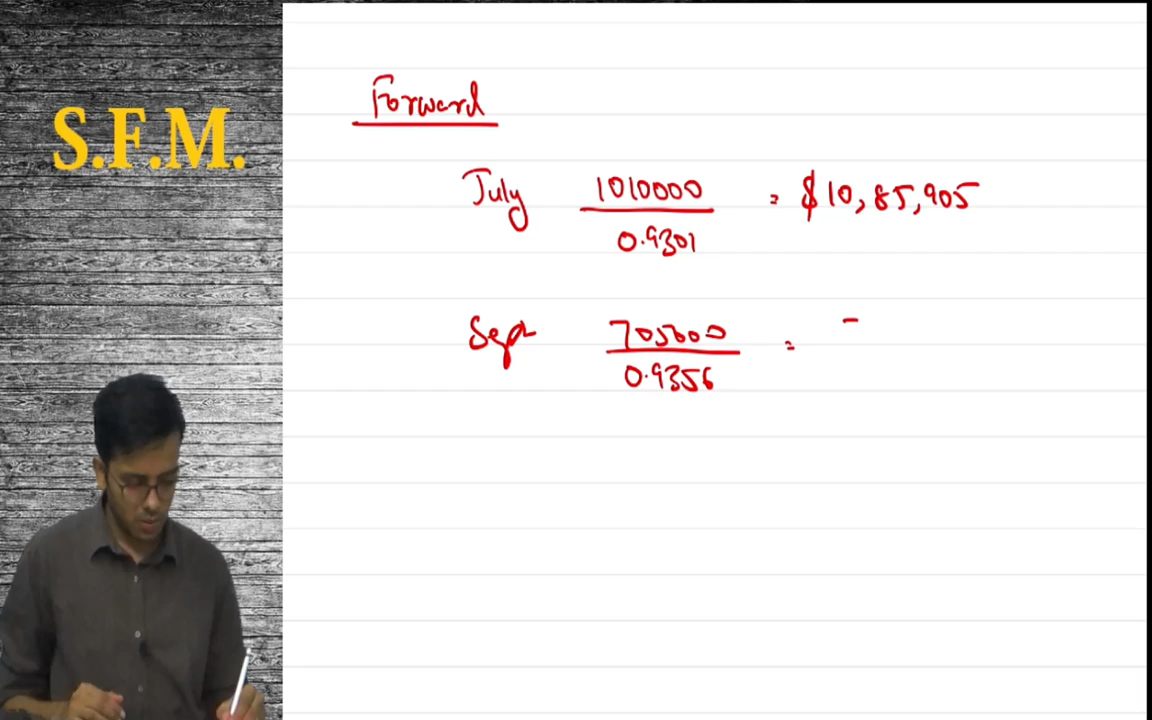 S.F.M.
Forward
July 1010000 = $10,85,905
0.9301
Sept 705000 =
0.9356